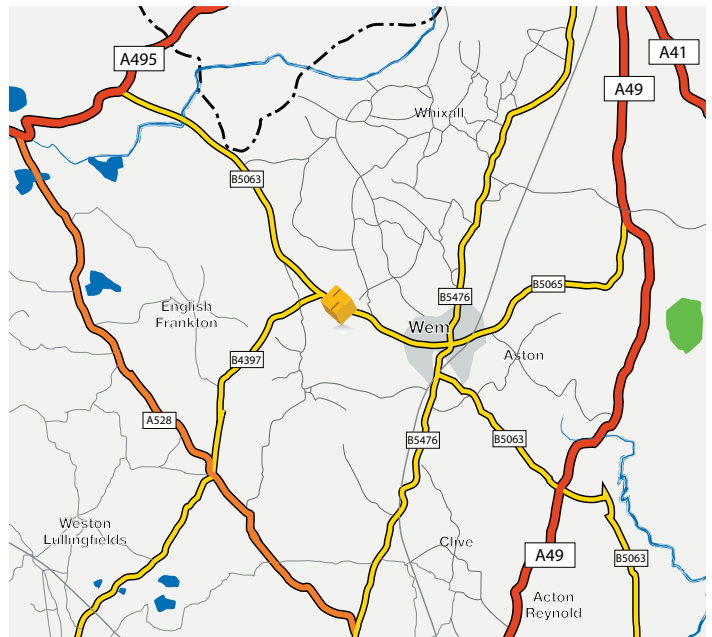 A495
A41
A49
Whixall
B5063
B5065
B5476
English
Frankton
Wem
Aston
B4397
A528
B5476
B5063
Weston
Lullingfields
Clive
A49
B5063
Acton
Reynold